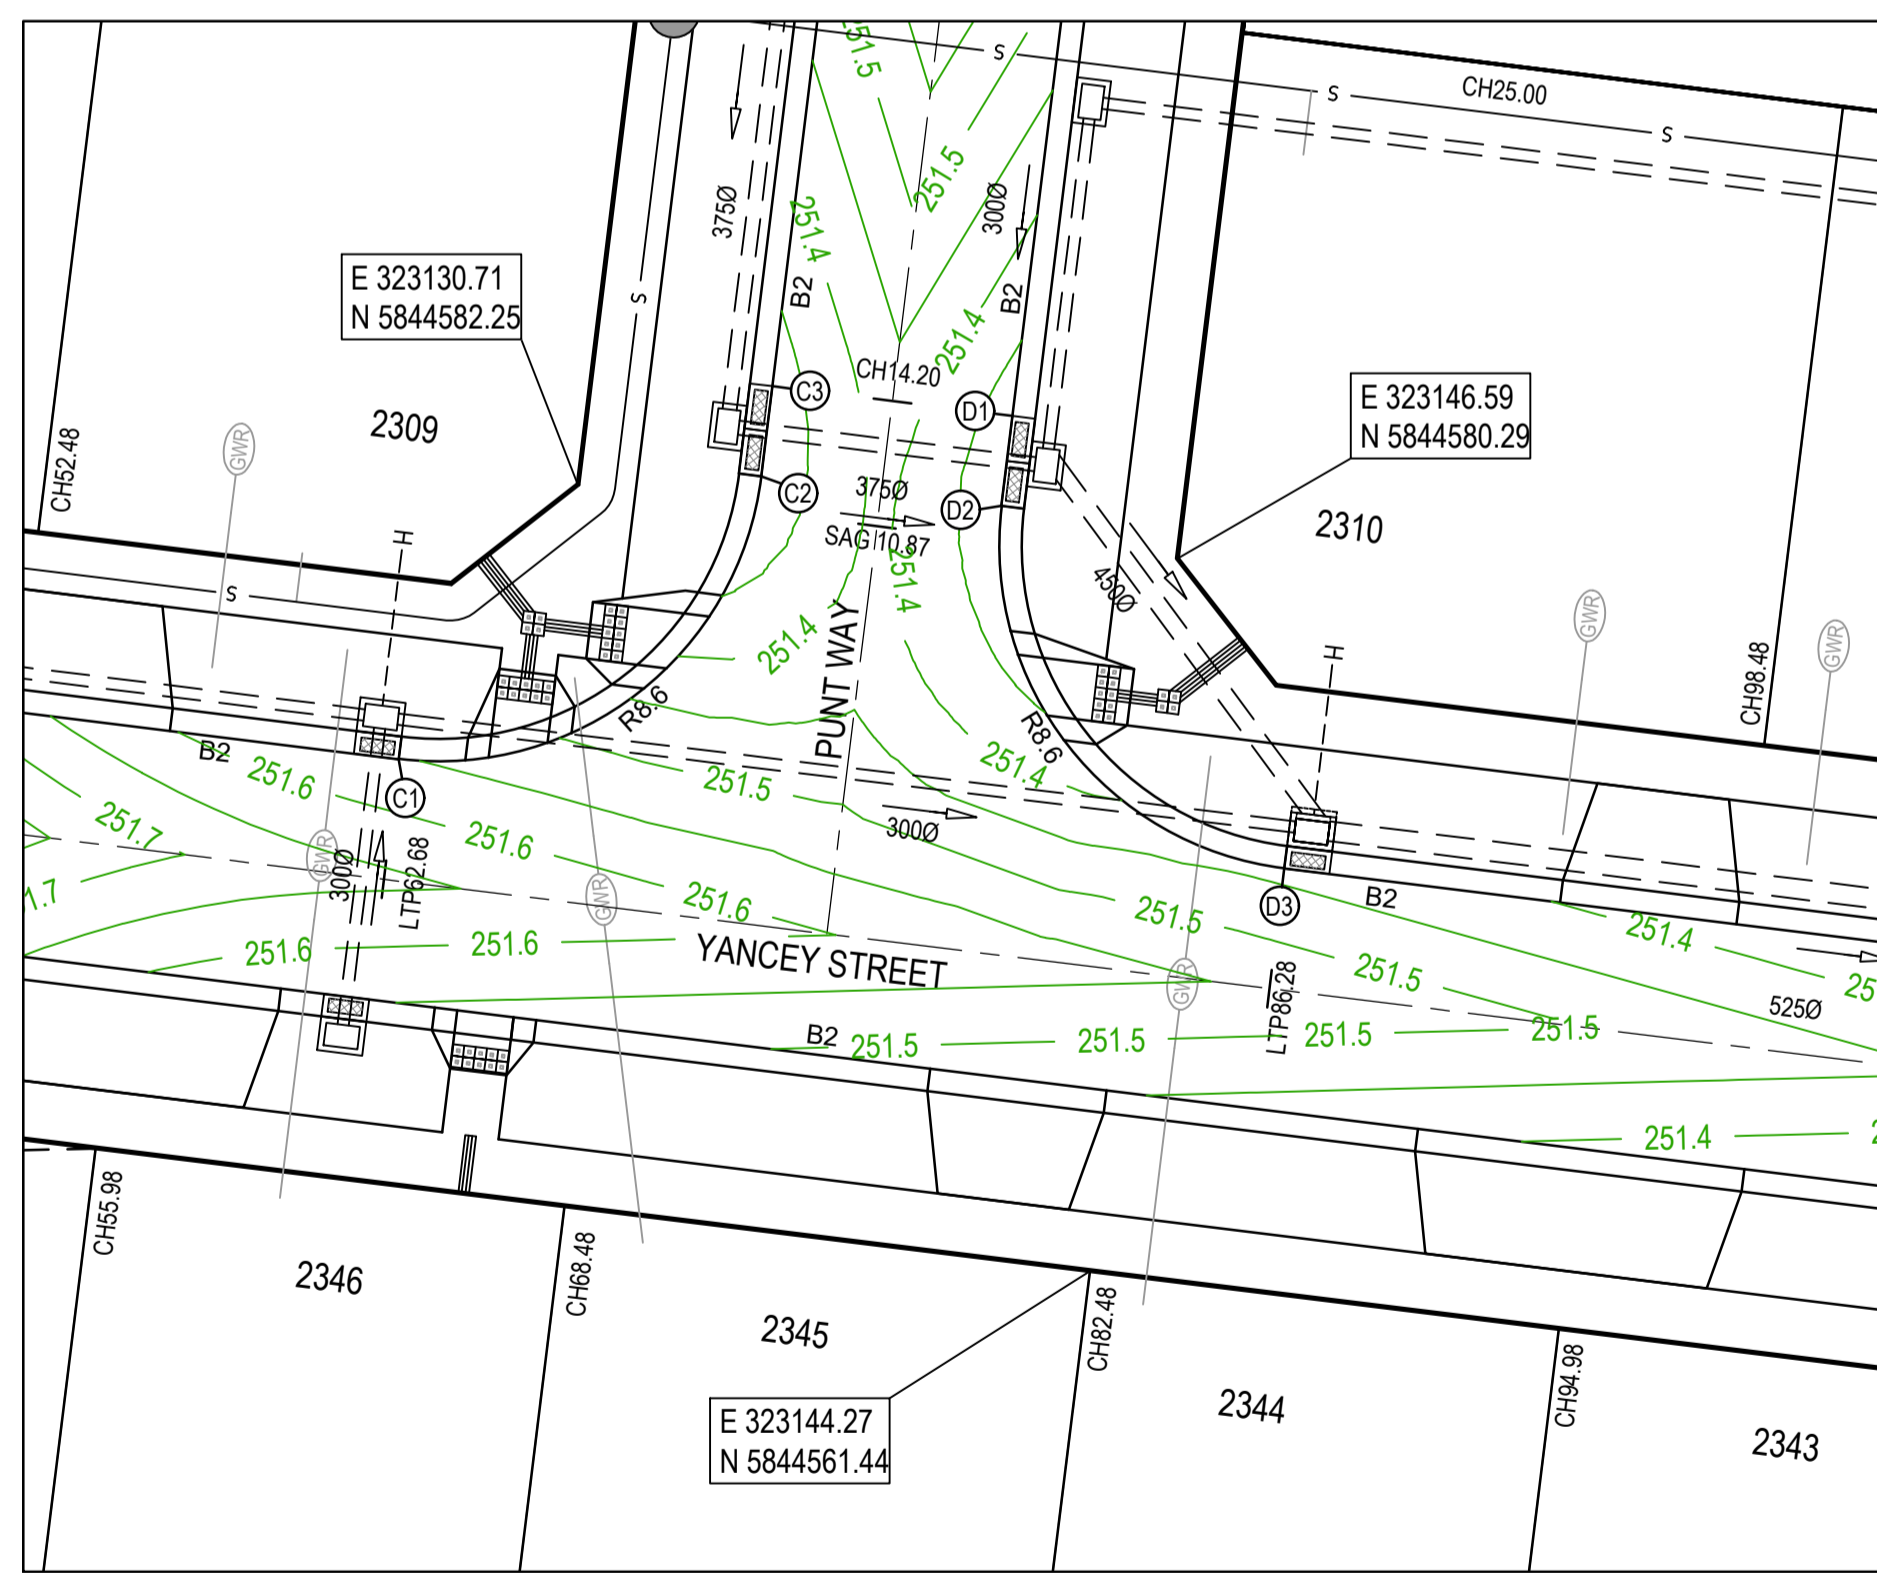 251.5
S
CH25.00
S
S
375Ø
251.4
251.5
300Ø
E 323130.71
N 5844582.25
S
B2
B2
251.4
CH14.20
C3
D1
E 323146.59
N 5844580.29
2309
GWR
CH52.48
C2
375Ø
D2
SAG 10.87
2310
H
S
450Ø
251.4
251.4
PUNT WAY
GWR
GWR
H
CH98.48
R8.6
R8.6
B2
251.6
251.5
251.4
C1
251.7
GWR
300Ø
LTP62.68
251.6
300Ø
GWR
251.6
1.7
D3
B2
251.5
251.4
251.6
251.6
YANCEY STREET
GWR
LTP86.28
251.5
25
525Ø
B2
251.5
251.5
251.5
251.5
251.4
2
CH55.98
2346
CH68.48
2345
CH82.48
2344
CH94.98
2343
E 323144.27
N 5844561.44